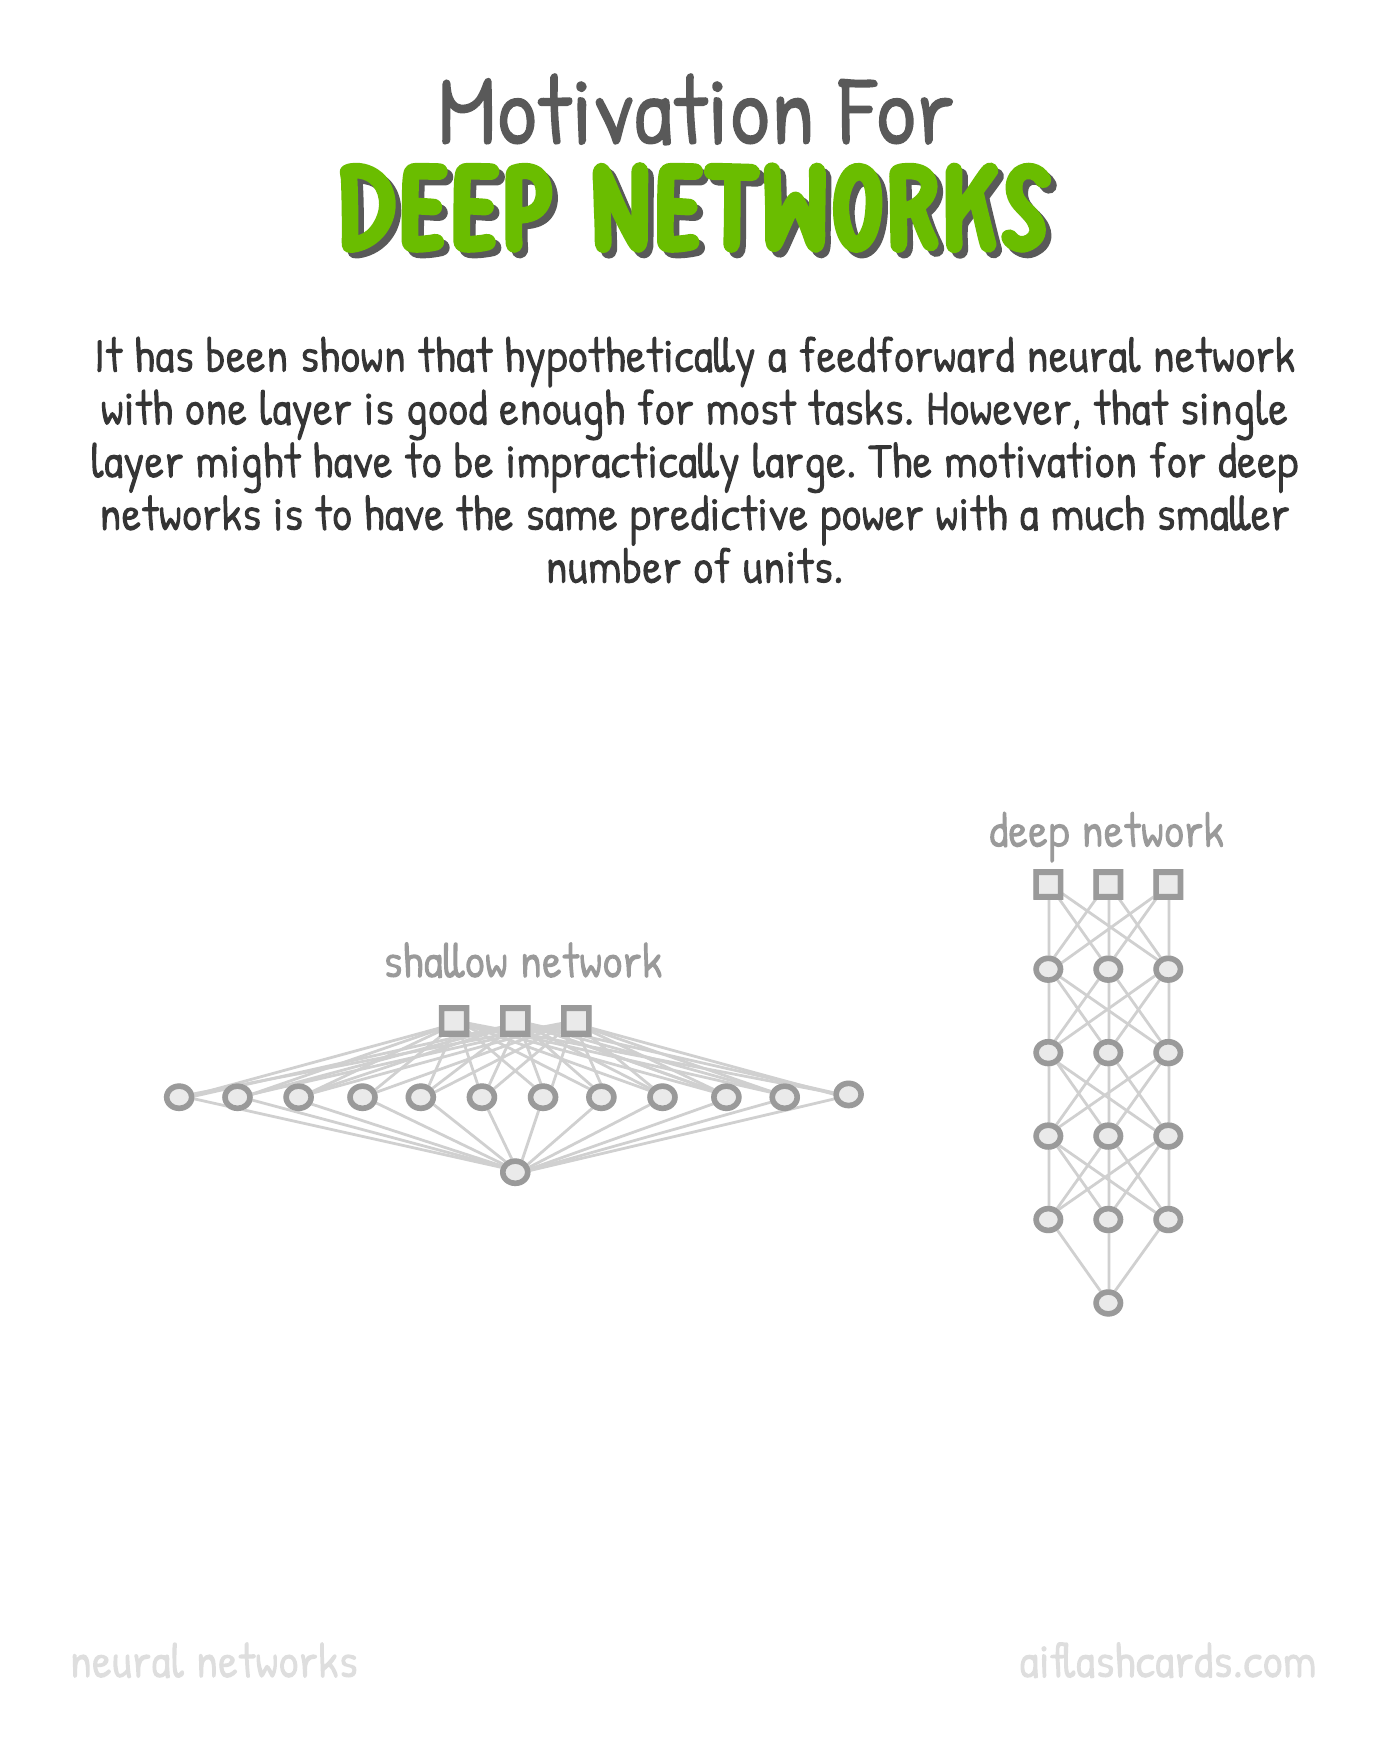 Motivation For
DEEP NETWORKS
It has been shown that hypothetically a feedforward neural network
with one layer is good enough for most tasks. However, that single
layer might have to be impractically large. The motivation for deep
networks is to have the same predictive power with a much smaller
number of units.
deep network
shallow network
neural networks
aiflashcards.com